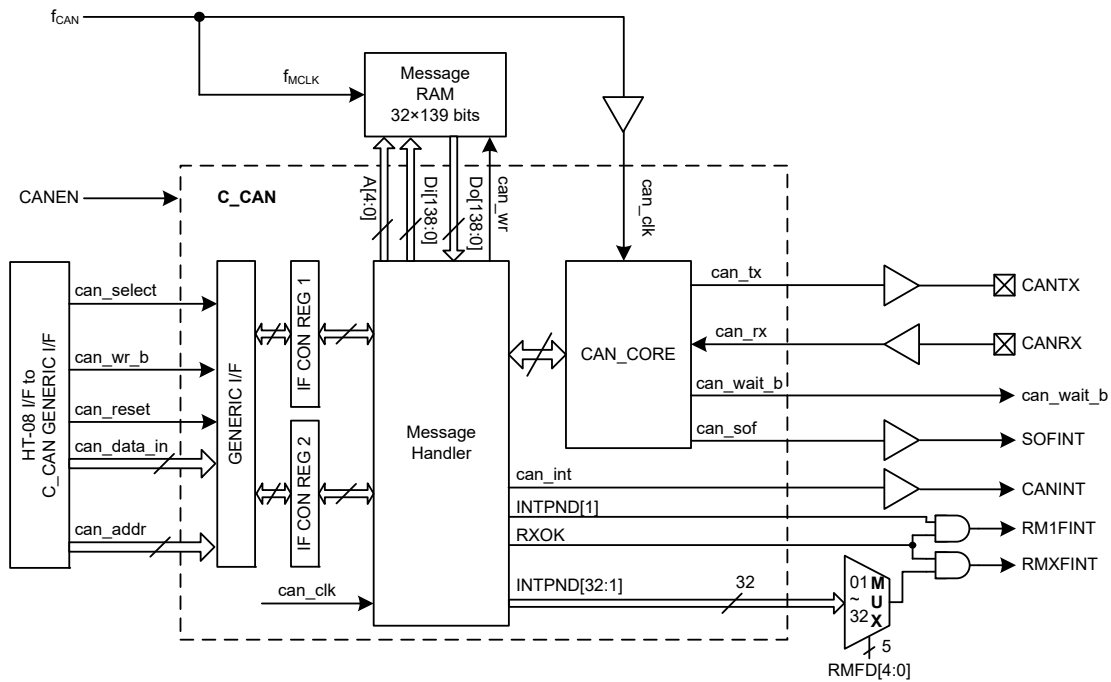 f_CAN
f_MCLK
Message
RAM
32×139 bits
CANEN
C_CAN
A[4:0]
Di[138:0]
Do[138:0]
can_wr
can_clk
HT-08 I/F to
C_CAN GENERIC I/F
can_select
can_wr_b
can_reset
can_data_in
can_addr
GENERIC I/F
IF CON REG 1
IF CON REG 2
can_clk
Message
Handler
CAN_CORE
can_tx
CANTX
can_rx
CANRX
can_wait_b
can_wait_b
can_sof
SOFINT
can_int
CANINT
INTPND[1]
RM1FINT
RXOK
RMXFINT
INTPND[32:1]
32
01
~
32
MUX
5
RMFD[4:0]